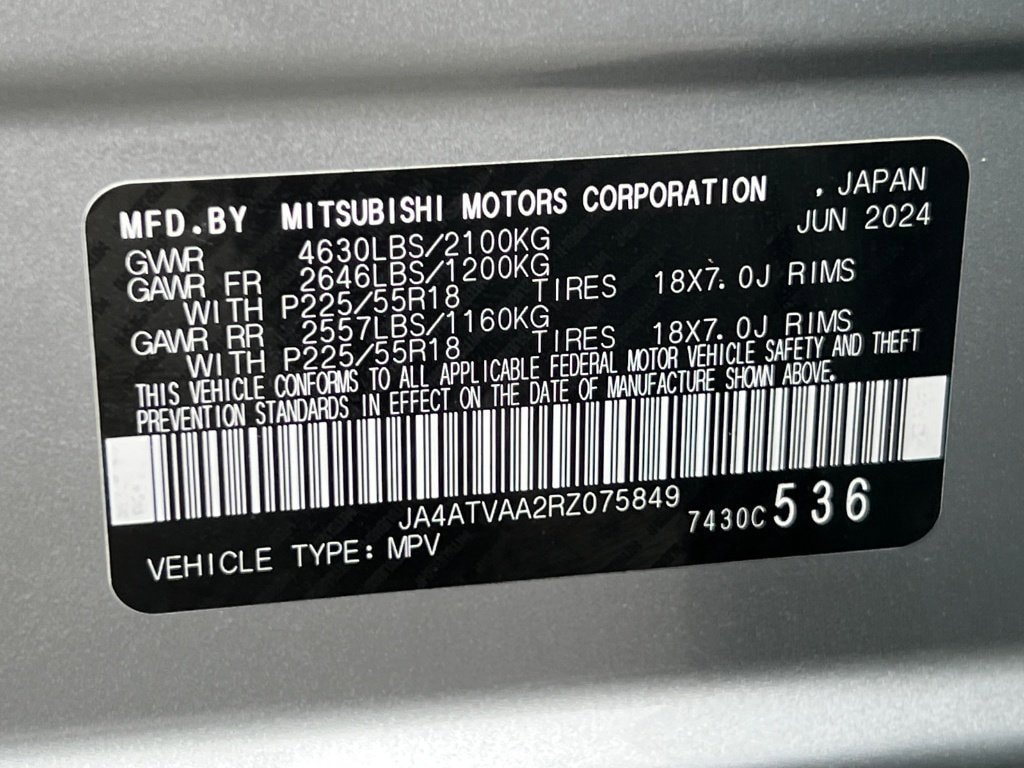 MFD.BY MITSUBISHI MOTORS CORPORATION , JAPAN
GVWR 4630LBS/2100KG JUN 2024
GAWR FR 2646LBS/1200KG
WITH P225/55R18 TIRES 18X7.0J RIMS
GAWR RR 2557LBS/1160KG
WITH P225/55R18 TIRES 18X7.0J RIMS
THIS VEHICLE CONFORMS TO ALL APPLICABLE FEDERAL MOTOR VEHICLE SAFETY AND THEFT
PREVENTION STANDARDS IN EFFECT ON THE DATE OF MANUFACTURE SHOWN ABOVE.
JA4ATVAA2RZ075849 7430C 536
VEHICLE TYPE: MPV